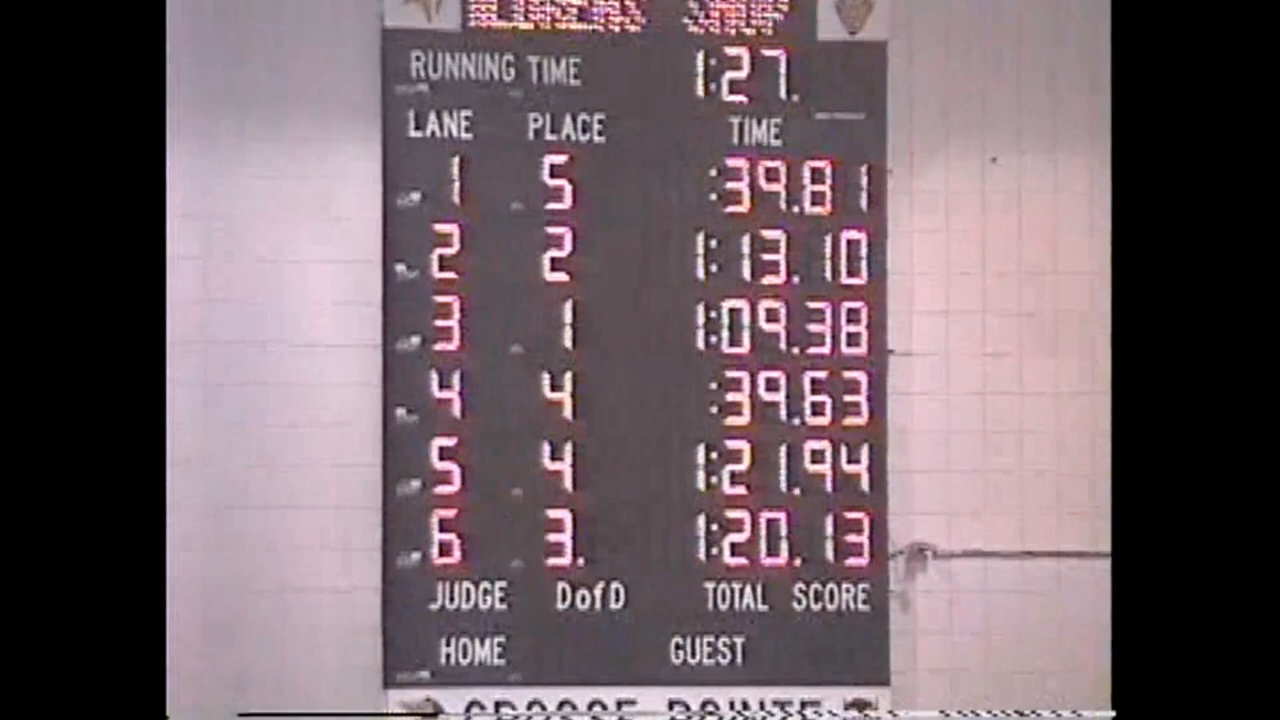 RUNNING TIME 1:27.
LANE PLACE TIME
1 5 :39.81
2 2 1:13.10
3 1 1:09.38
4 4 :39.63
5 4 1:21.94
6 3. 1:20.13
JUDGE DofD TOTAL SCORE
HOME GUEST
GROSSE POINTE